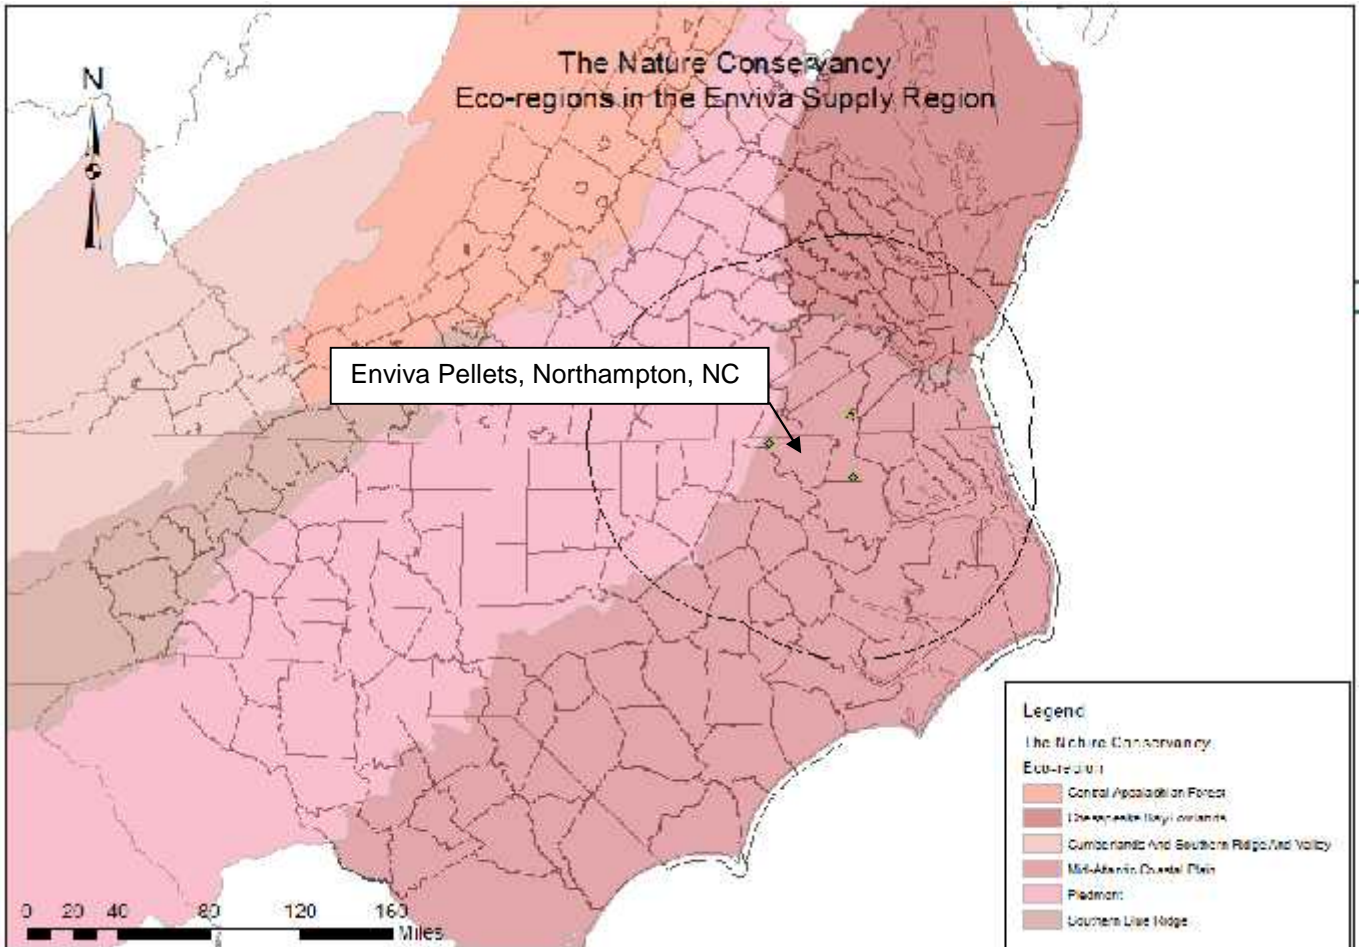 N
The Nature Conservancy
Eco-regions in the Enviva Supply Region
Enviva Pellets, Northampton, NC
Legend
The Nature Conservancy
Eco-region
Central Appalachian Forest
Chesapeake Bay Lowlands
Cumberlands And Southern Ridge And Valley
Mid-Atlantic Coastal Plain
Piedmont
Southern Blue Ridge
0 20 40 80 120 160
Miles